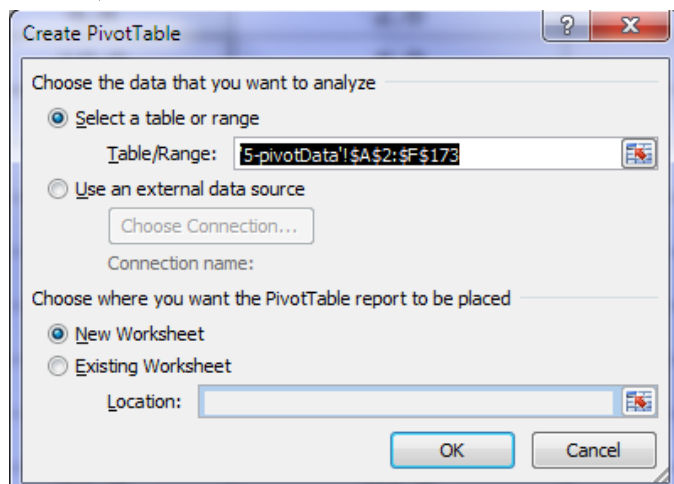 Create PivotTable
Choose the data that you want to analyze
Select a table or range
Table/Range: '5-pivotData'!$A$2:$F$173
Use an external data source
Choose Connection...
Connection name:
Choose where you want the PivotTable report to be placed
New Worksheet
Existing Worksheet
Location:
OK Cancel